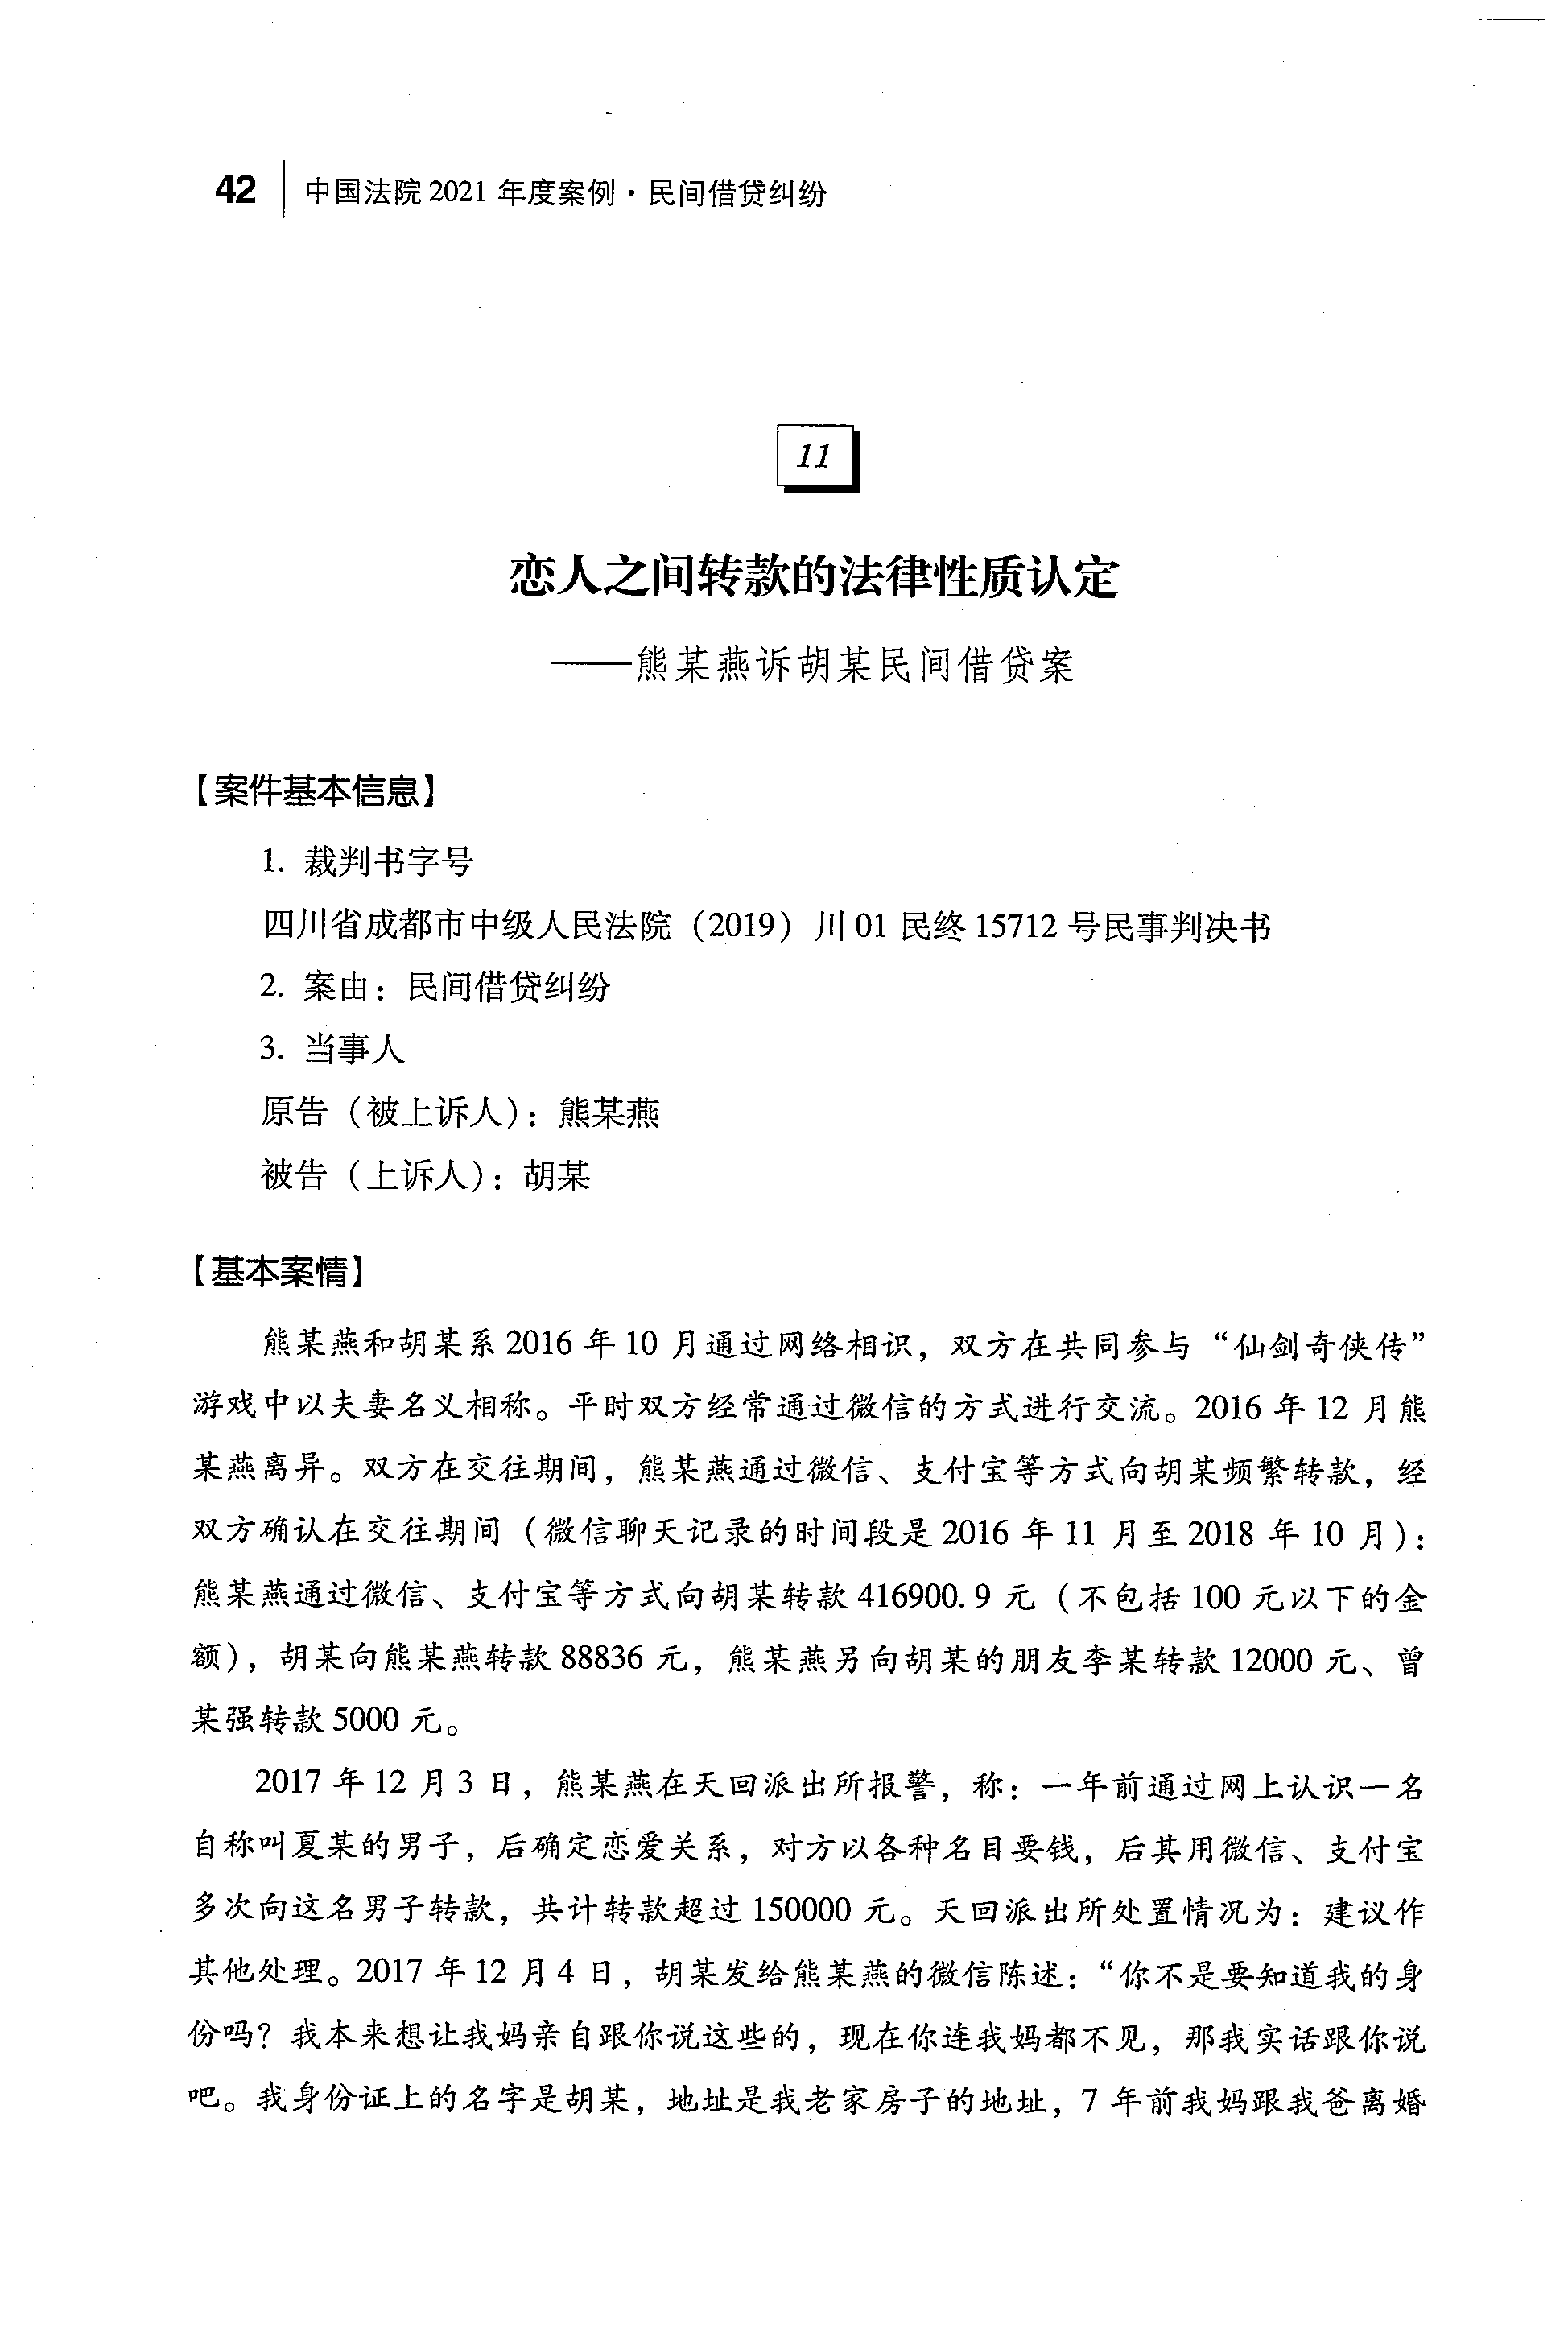 42 中国法院 2021 年度案例·民间借贷纠纷
11
恋人之间转款的法律性质认定
——熊某燕诉胡某民间借贷案
【案件基本信息】
1. 裁判书字号
四川省成都市中级人民法院（2019）川 01 民终 15712 号民事判决书
2. 案由：民间借贷纠纷
3. 当事人
原告（被上诉人）：熊某燕
被告（上诉人）：胡某
【基本案情】
熊某燕和胡某系 2016 年 10 月通过网络相识，双方在共同参与“仙剑奇侠传”
游戏中以夫妻名义相称。平时双方经常通过微信的方式进行交流。2016 年 12 月熊
某燕离异。双方在交往期间，熊某燕通过微信、支付宝等方式向胡某频繁转款，经
双方确认在交往期间（微信聊天记录的时间段是 2016 年 11 月至 2018 年 10 月）：
熊某燕通过微信、支付宝等方式向胡某转款 416900.9 元（不包括 100 元以下的金
额），胡某向熊某燕转款 88836 元，熊某燕另向胡某的朋友李某转款 12000 元、曾
某强转款 5000 元。
2017 年 12 月 3 日，熊某燕在天回派出所报警，称：一年前通过网上认识一名
自称叫夏某的男子，后确定恋爱关系，对方以各种名目要钱，后其用微信、支付宝
多次向这名男子转款，共计转款超过 150000 元。天回派出所处置情况为：建议作
其他处理。2017 年 12 月 4 日，胡某发给熊某燕的微信陈述：“你不是要知道我的身
份吗？我本来想让我妈亲自跟你说这些的，现在你连我妈都不见，那我实话跟你说
吧。我身份证上的名字是胡某，地址是我老家房子的地址，7 年前我妈跟我爸离婚